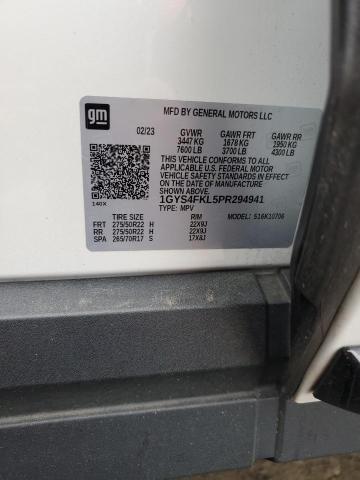 gm
MFD BY GENERAL MOTORS LLC
02/23 GVWR GAWR FRT GAWR RR
3447 KG 1678 KG 1950 KG
7600 LB 3700 LB 4300 LB
THIS VEHICLE CONFORMS TO ALL
APPLICABLE U.S. FEDERAL MOTOR
VEHICLE SAFETY STANDARDS IN EFFECT
ON THE DATE OF MANUFACTURE SHOWN ABOVE
1GYS4FKL5PR294941
140X TYPE: MPV MODEL: 516K10706
TIRE SIZE RIM
FRT 275/50R22 H 22X9J
RR 275/50R22 H 22X9J
SPA 265/70R17 S 17X8J